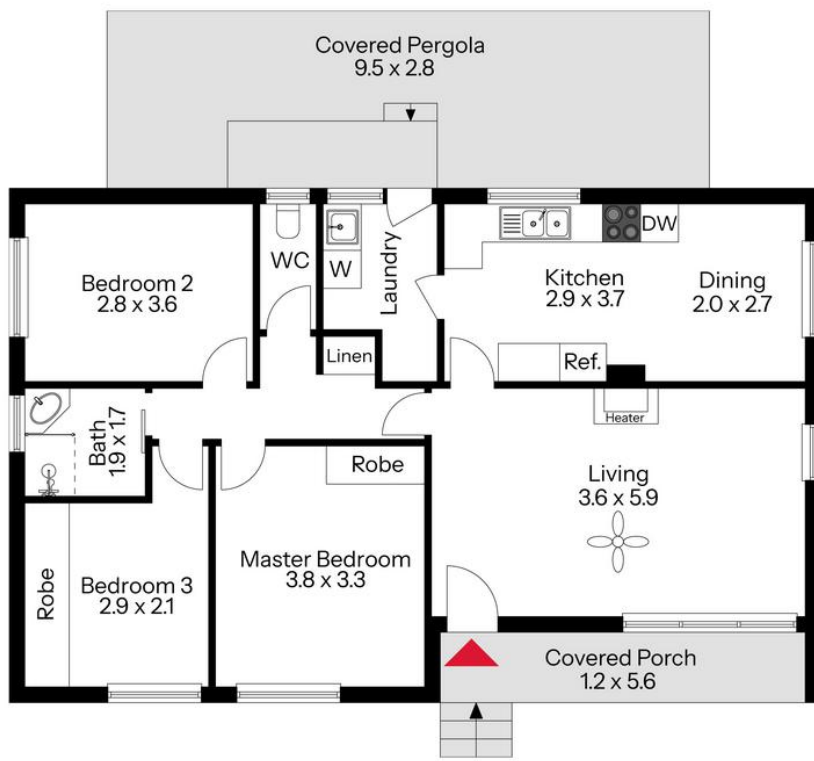 Covered Pergola
9.5 x 2.8
Bedroom 2
2.8 x 3.6
WC
W
Laundry
DW
Kitchen
2.9 x 3.7
Dining
2.0 x 2.7
Linen
Ref.
Heater
Bath
1.9 x 1.7
Robe
Living
3.6 x 5.9
Master Bedroom
3.8 x 3.3
Robe
Bedroom 3
2.9 x 2.1
Covered Porch
1.2 x 5.6